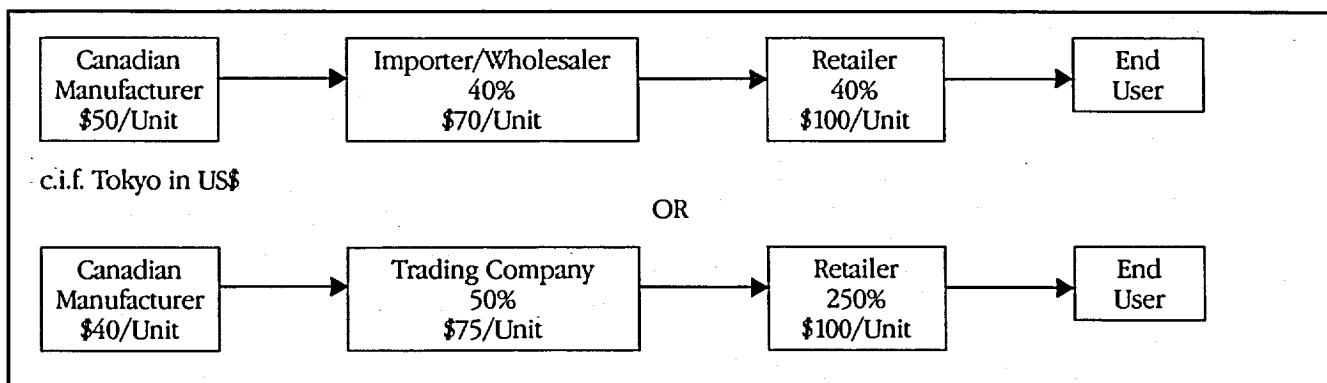 Canadian
Manufacturer
$50/Unit
Importer/Wholesaler
40%
$70/Unit
Retailer
40%
$100/Unit
End
User
c.i.f. Tokyo in US$
OR
Canadian
Manufacturer
$40/Unit
Trading Company
50%
$75/Unit
Retailer
250%
$100/Unit
End
User